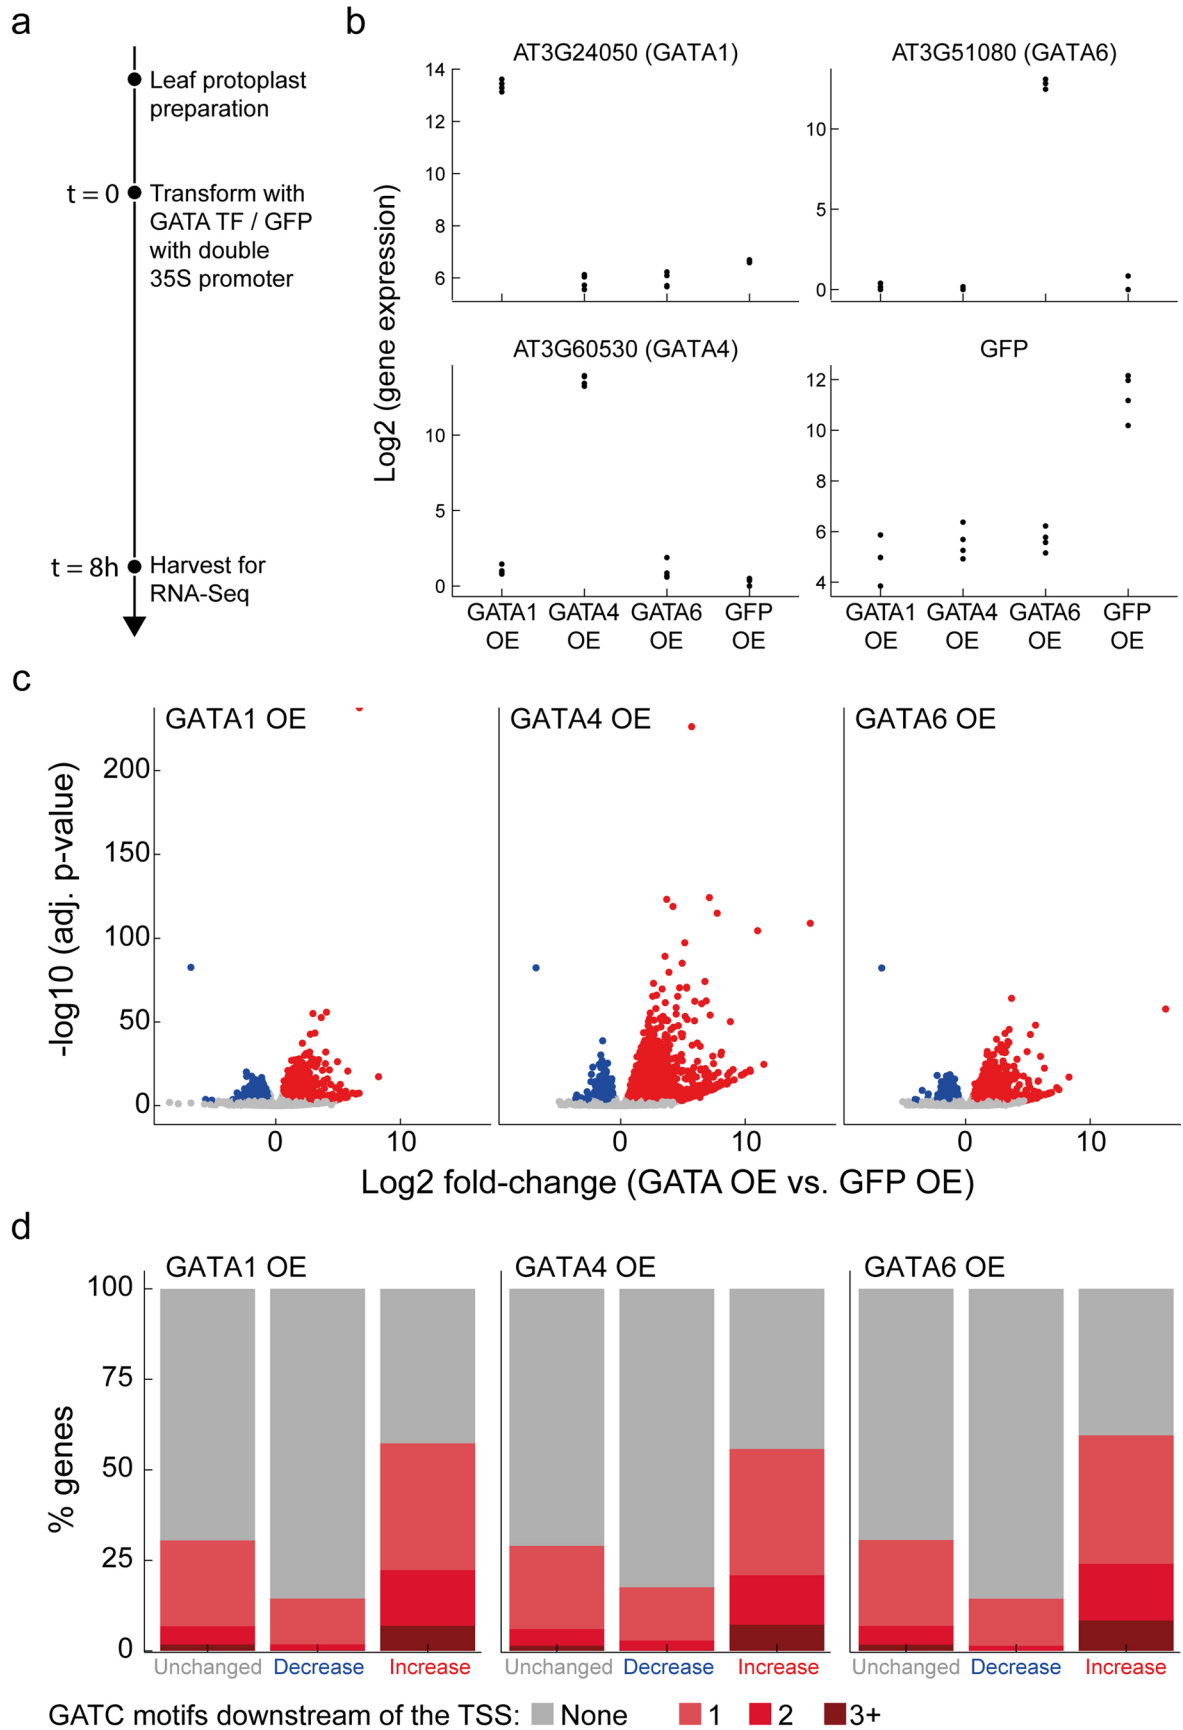 a
Leaf protoplast
preparation
t = 0
Transform with
GATA TF / GFP
with double
35S promoter
t = 8h
Harvest for
RNA-Seq
b
Log2 (gene expression)
AT3G24050 (GATA1)
14
12
10
8
6
AT3G51080 (GATA6)
10
5
0
AT3G60530 (GATA4)
10
5
0
GATA1 OE
GATA4 OE
GATA6 OE
GFP OE
GFP
12
10
8
6
4
GATA1 OE
GATA4 OE
GATA6 OE
GFP OE
c
-log10 (adj. p-value)
GATA1 OE
GATA4 OE
GATA6 OE
200
150
100
50
0
0 10
0 10
0 10
Log2 fold-change (GATA OE vs. GFP OE)
d
% genes
GATA1 OE
GATA4 OE
GATA6 OE
100
75
50
25
0
Unchanged Decrease Increase
Unchanged Decrease Increase
Unchanged Decrease Increase
GATC motifs downstream of the TSS: None 1 2 3+